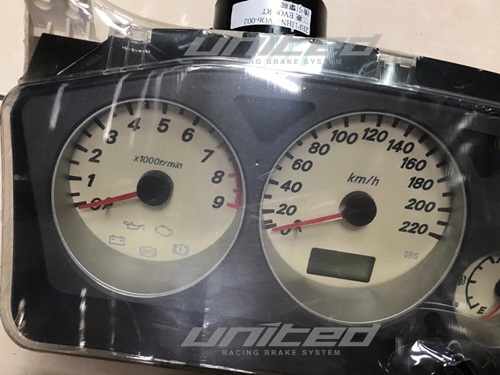 united
RACING BRAKE SYSTEM
0 1 2 3 4 5 6 7 8 9
x1000r/min
0 20 40 60 80 100 120 140 160 180 200 220
km/h
SRS
E
united
RACING BRAKE SYSTEM